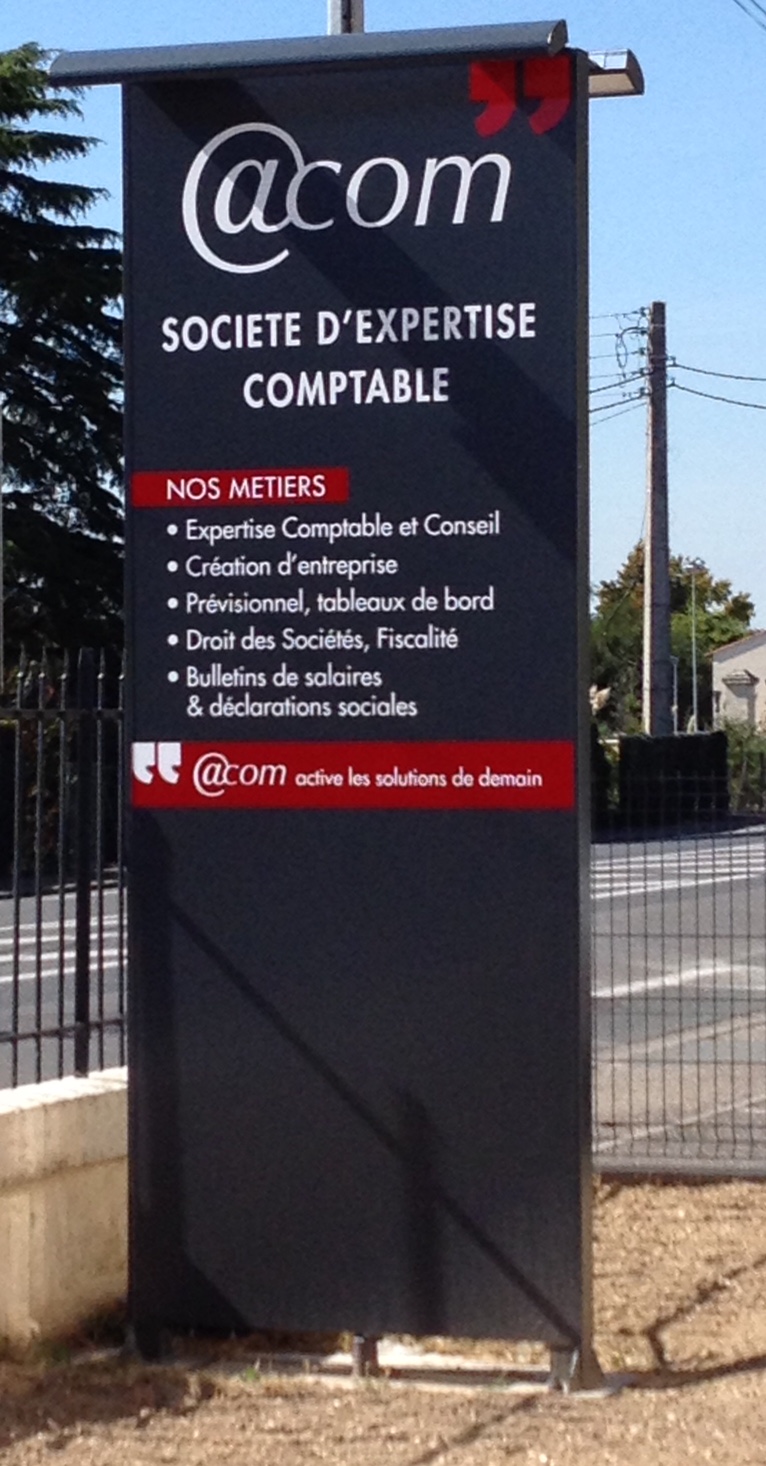 @com
SOCIETE D'EXPERTISE
COMPTABLE
NOS METIERS
• Expertise Comptable et Conseil
• Création d'entreprise
• Prévisionnel, tableaux de bord
• Droit des Sociétés, Fiscalité
• Bulletins de salaires
& déclarations sociales
@com active les solutions de demain